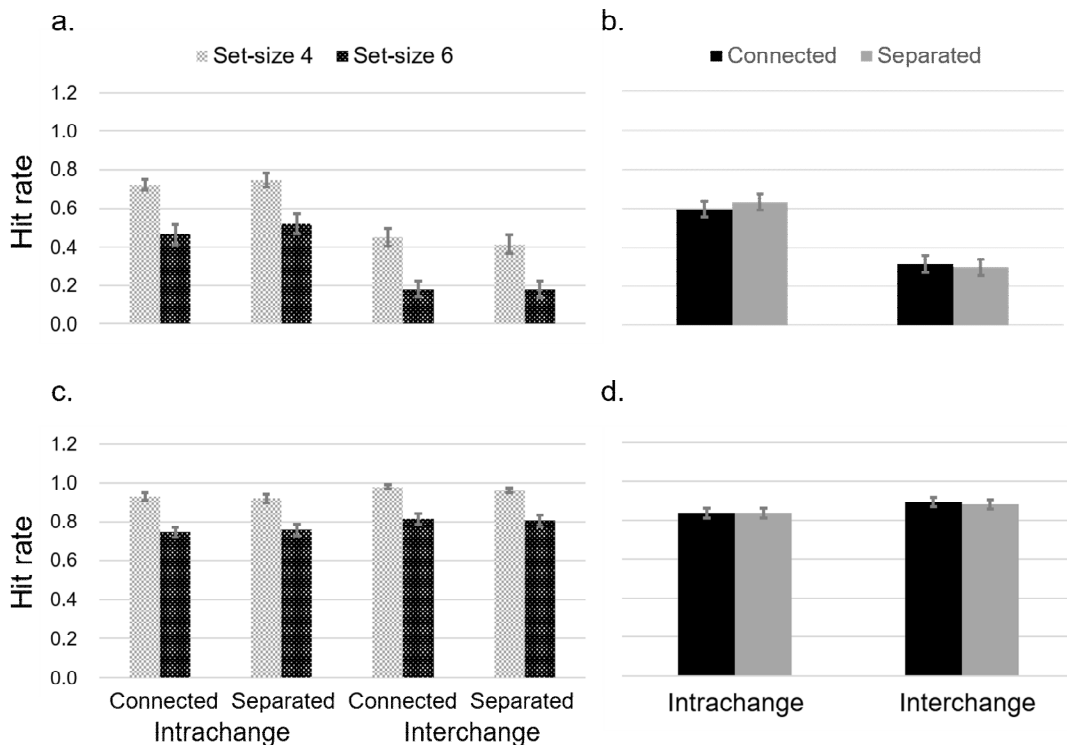 a.
Set-size 4 Set-size 6
1.2
1.0
0.8
0.6
0.4
0.2
0.0
Hit rate
b.
Connected Separated
c.
1.2
1.0
0.8
0.6
0.4
0.2
0.0
Hit rate
Connected Separated Connected Separated
Intrachange Interchange
d.
Intrachange Interchange